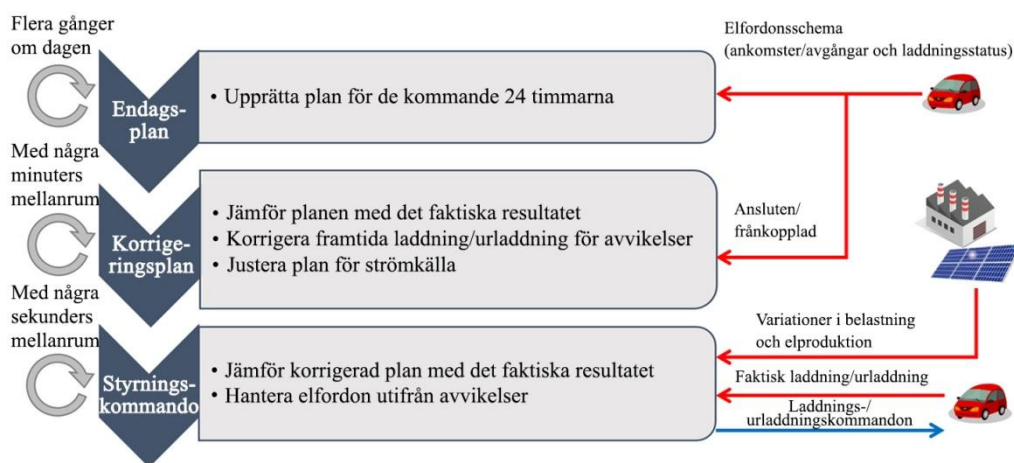 Flera gånger
om dagen
Endags-
plan
• Upprätta plan för de kommande 24 timmarna
Elfordonsschema
(ankomster/avgångar och laddningsstatus)
Med några
minuters
mellanrum
Korrige-
ringsplan
• Jämför planen med det faktiska resultatet
• Korrigera framtida laddning/urladdning för avvikelser
• Justera plan för strömkälla
Ansluten/
frånkopplad
Med några
sekunders
mellanrum
Styrnings-
kommando
• Jämför korrigerad plan med det faktiska resultatet
• Hantera elfordon utifrån avvikelser
Variationer i belastning
och elproduktion
Faktisk laddning/urladdning
Laddnings-/
urladdningskommandon